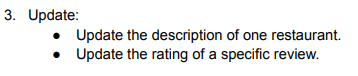 3. Update:
● Update the description of one restaurant.
● Update the rating of a specific review.